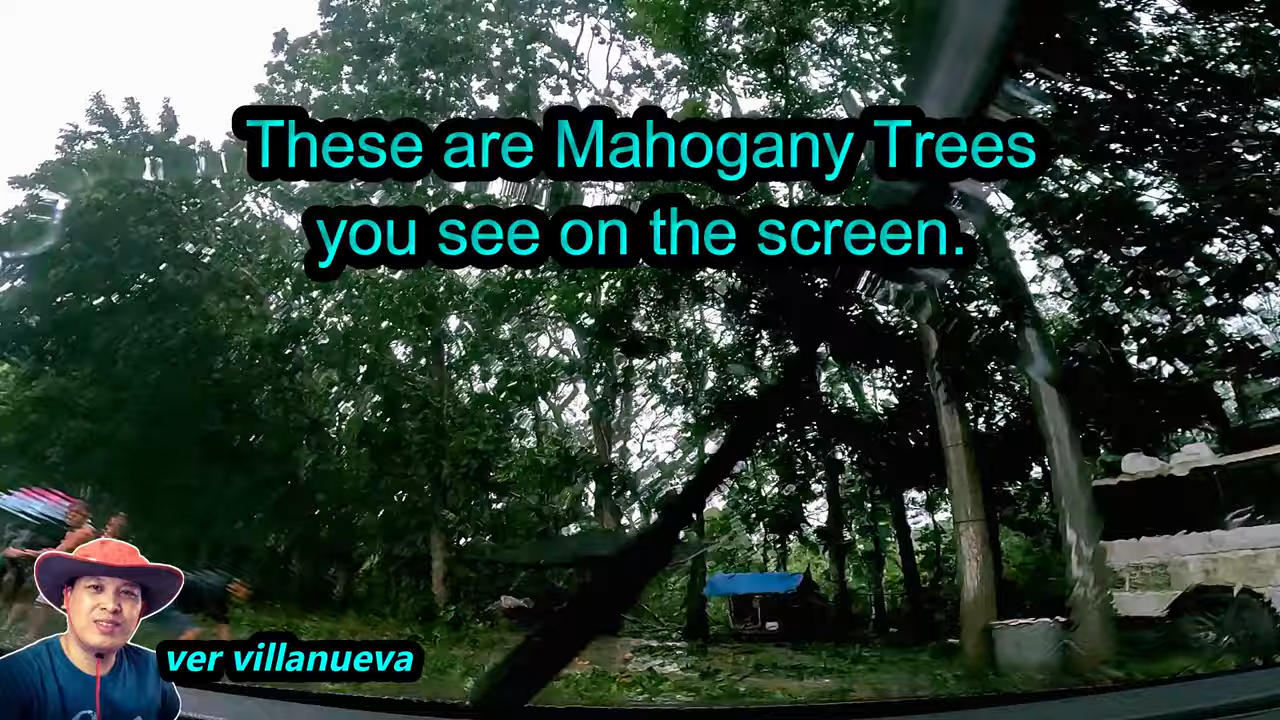 These are Mahogany Trees
you see on the screen.
ver villanueva